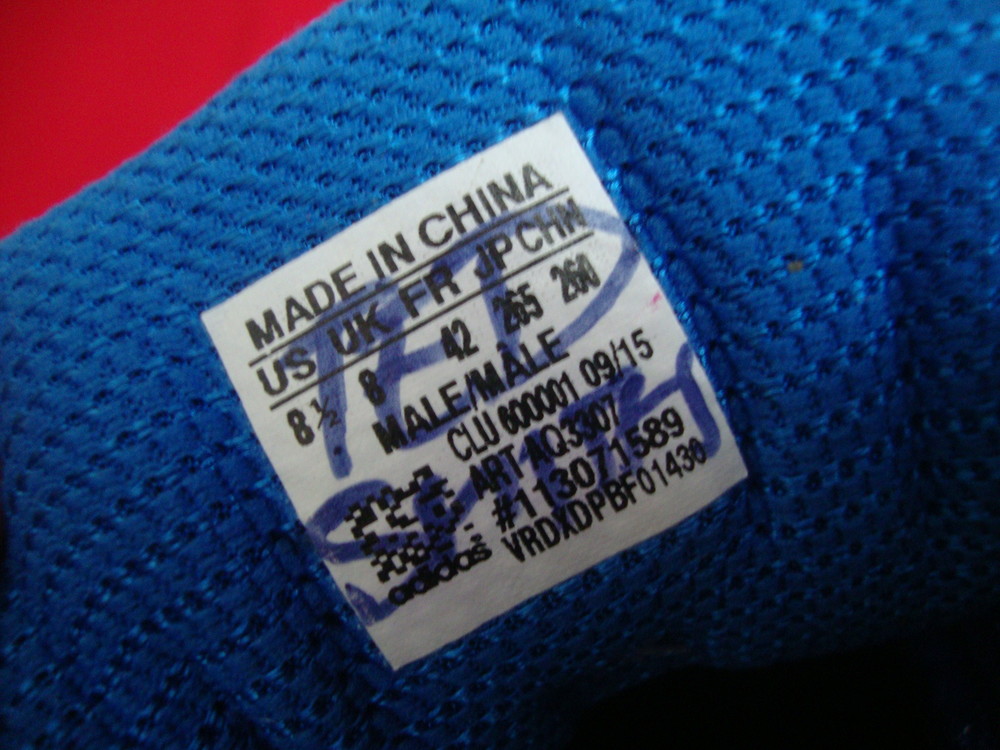 MADE IN CHINA
US UK FR JP CHN
8½ 8 42 265 260
MALE/MALE
CLU 600001 09/15
ART AQ3307
#113071589
VRDXDPBF01430
adidas